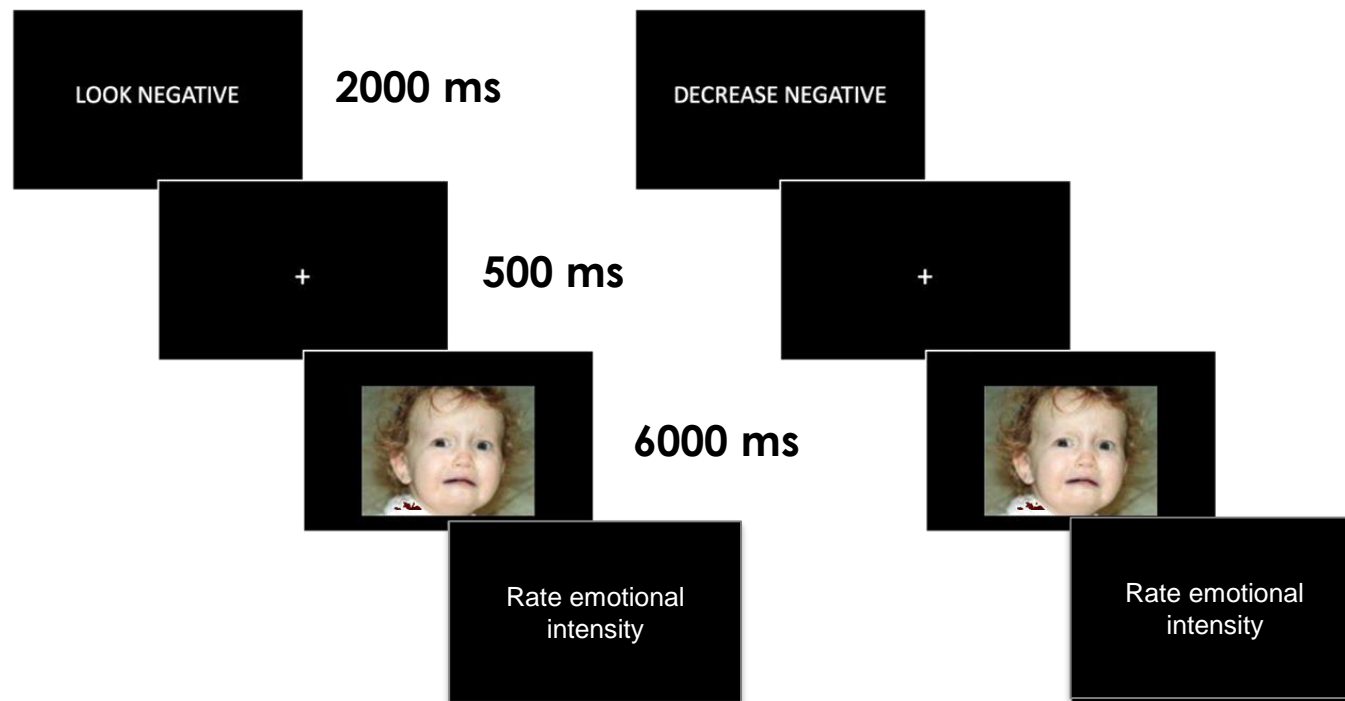 LOOK NEGATIVE
2000 ms
DECREASE NEGATIVE
+
500 ms
+
6000 ms
Rate emotional
intensity
Rate emotional
intensity